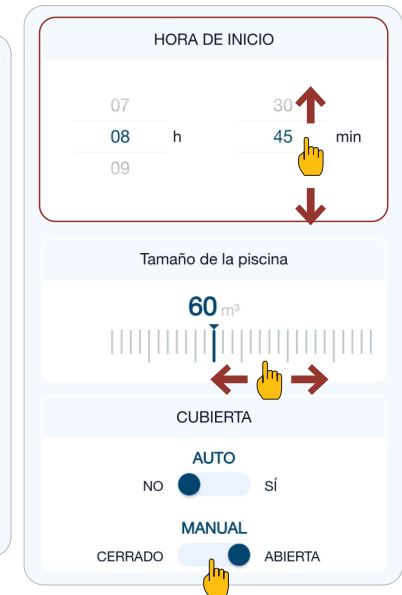 HORA DE INICIO
07 30
08 h 45 min
09
Tamaño de la piscina
60 m³
CUBIERTA
AUTO
NO SÍ
MANUAL
CERRADO ABIERTA